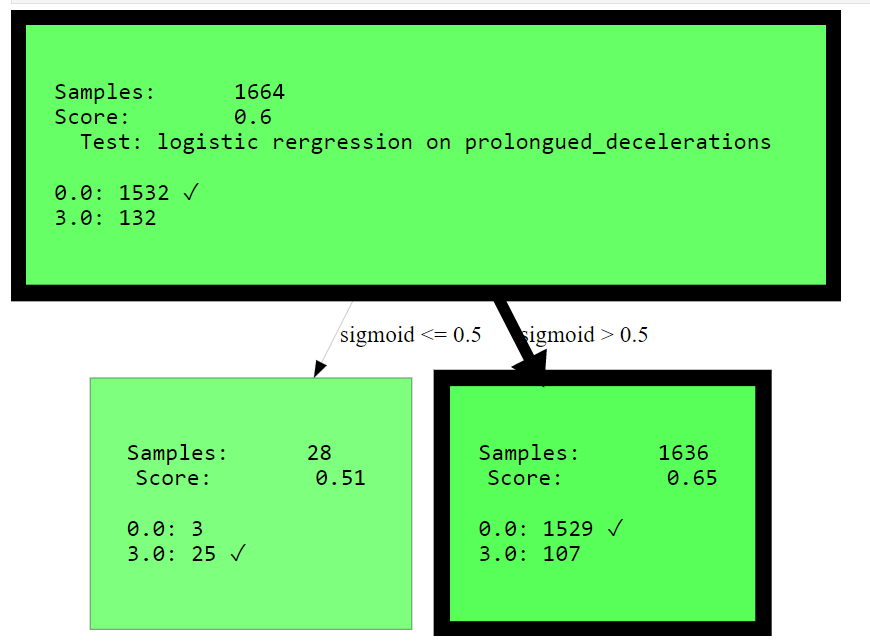 Samples: 1664
Score: 0.6
Test: logistic rergression on prolongued_decelerations
0.0: 1532 ✓
3.0: 132
sigmoid <= 0.5
sigmoid > 0.5
Samples: 28
Score: 0.51
0.0: 3
3.0: 25 ✓
Samples: 1636
Score: 0.65
0.0: 1529 ✓
3.0: 107